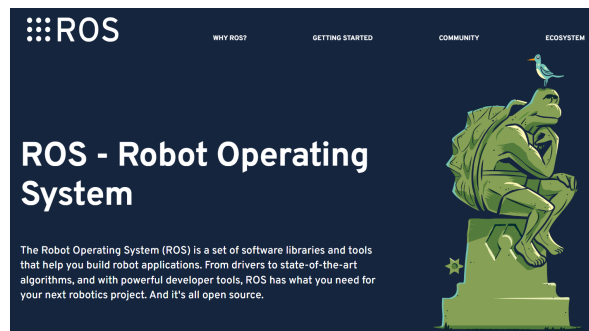 ROS
WHY ROS?
GETTING STARTED
COMMUNITY
ECOSYSTEM
ROS - Robot Operating
System
The Robot Operating System (ROS) is a set of software libraries and tools
that help you build robot applications. From drivers to state-of-the-art
algorithms, and with powerful developer tools, ROS has what you need for
your next robotics project. And it's all open source.